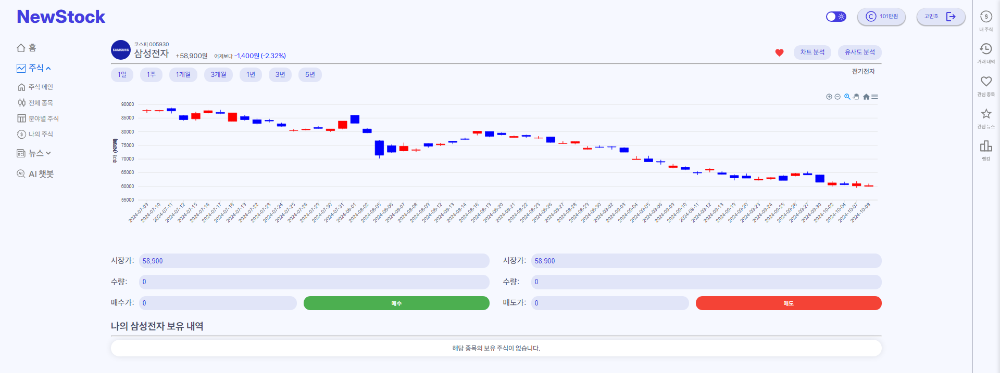 NewStock
101만원
고민호
홈
주식
주식 메인
전체 종목
분야별 주식
나의 주식
뉴스
AI 챗봇
SAMSUNG
코스피 005930
삼성전자 +58,900원 어제보다 -1,400원 (-2.32%)
차트 분석 유사도 분석
1일 1주 1개월 3개월 1년 3년 5년
전기전자
주가 (KRW)
90000
85000
80000
75000
70000
65000
60000
55000
2024-07-09 2024-07-10 2024-07-11 2024-07-12 2024-07-15 2024-07-16 2024-07-17 2024-07-18 2024-07-19 2024-07-22 2024-07-23 2024-07-24 2024-07-25 2024-07-26 2024-07-29 2024-07-30 2024-07-31 2024-08-01 2024-08-02 2024-08-05 2024-08-06 2024-08-07 2024-08-08 2024-08-09 2024-08-12 2024-08-13 2024-08-14 2024-08-16 2024-08-19 2024-08-20 2024-08-21 2024-08-22 2024-08-23 2024-08-26 2024-08-27 2024-08-28 2024-08-29 2024-08-30 2024-09-02 2024-09-03 2024-09-04 2024-09-05 2024-09-06 2024-09-09 2024-09-10 2024-09-11 2024-09-12 2024-09-13 2024-09-19 2024-09-20 2024-09-23 2024-09-24 2024-09-25 2024-09-26 2024-09-27 2024-09-30 2024-10-02 2024-10-04 2024-10-07 2024-10-08
시장가: 58,900
수량: 0
매수가: 0 매수
시장가: 58,900
수량: 0
매도가: 0 매도
나의 삼성전자 보유 내역
해당 종목의 보유 주식이 없습니다.
내 주식
거래 내역
관심 종목
관심 뉴스
랭킹